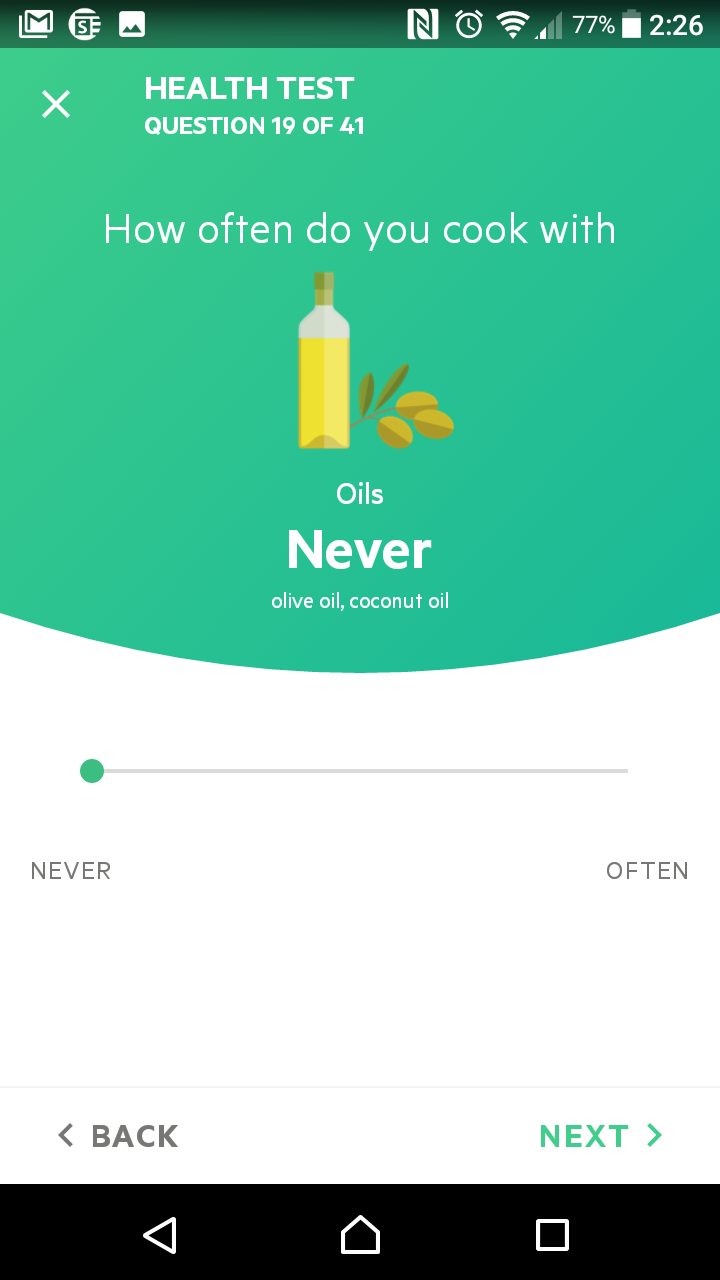 77% 2:26
HEALTH TEST
QUESTION 19 OF 41
How often do you cook with
Oils
Never
olive oil, coconut oil
NEVER OFTEN
BACK NEXT